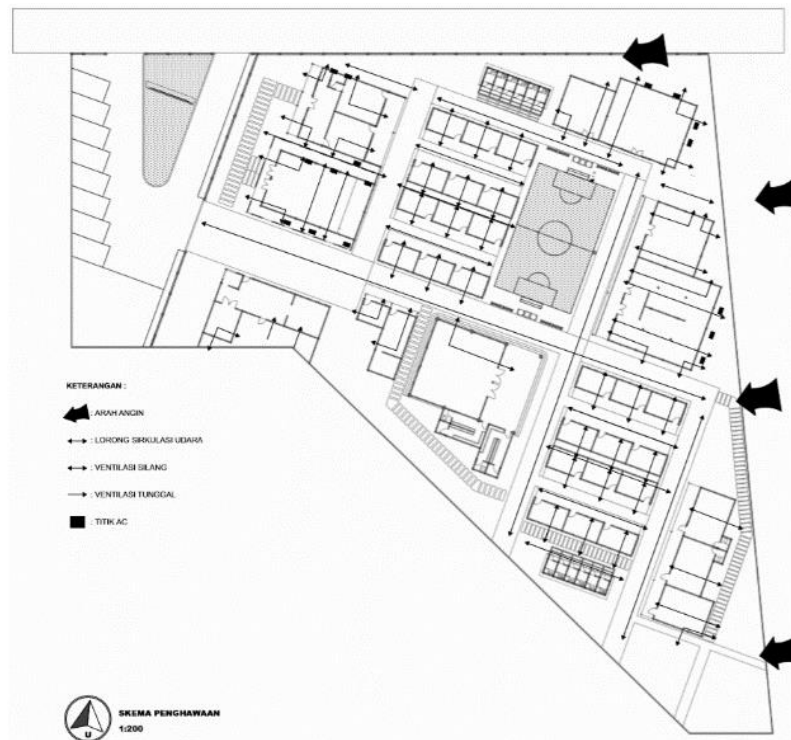 KETERANGAN :
: ARAH ANGIN
: LORONG SIRKULASI UDARA
: VENTILASI SILANG
: VENTILASI TUNGGAL
: TITIK AC
U
SKEMA PENGHAWAAN
1:200